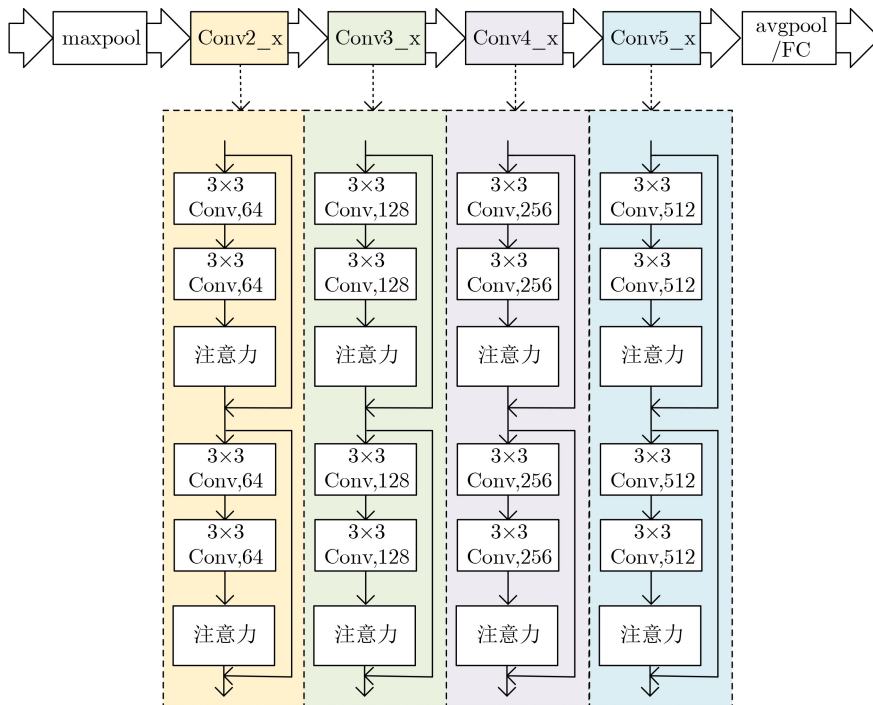 maxpool
Conv2_x
Conv3_x
Conv4_x
Conv5_x
avgpool
/FC
3×3
Conv,64
3×3
Conv,64
注意力
3×3
Conv,64
3×3
Conv,64
注意力
3×3
Conv,128
3×3
Conv,128
注意力
3×3
Conv,128
3×3
Conv,128
注意力
3×3
Conv,256
3×3
Conv,256
注意力
3×3
Conv,256
3×3
Conv,256
注意力
3×3
Conv,512
3×3
Conv,512
注意力
3×3
Conv,512
3×3
Conv,512
注意力